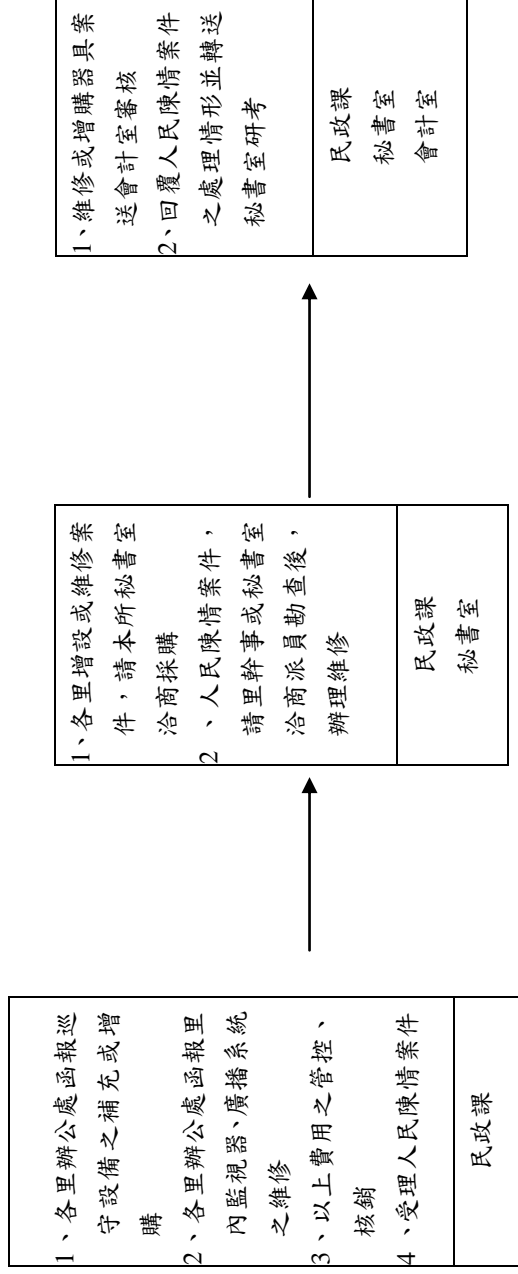 1、各里辦公處函報巡
守設備之補充或增
購
2、各里辦公處函報里
內監視器、廣播系統
之維修
3、以上費用之管控、
核銷
4、受理人民陳情案件
民政課
1、各里增設或維修案
件，請本所秘書室
洽商採購
2、人民陳情案件，
請里幹事或秘書室
洽商派員勘查後，
辦理維修
民政課
秘書室
1、維修或增購器具案
送會計室審核
2、回覆人民陳情案件
之處理情形並轉送
秘書室研考
民政課
秘書室
會計室